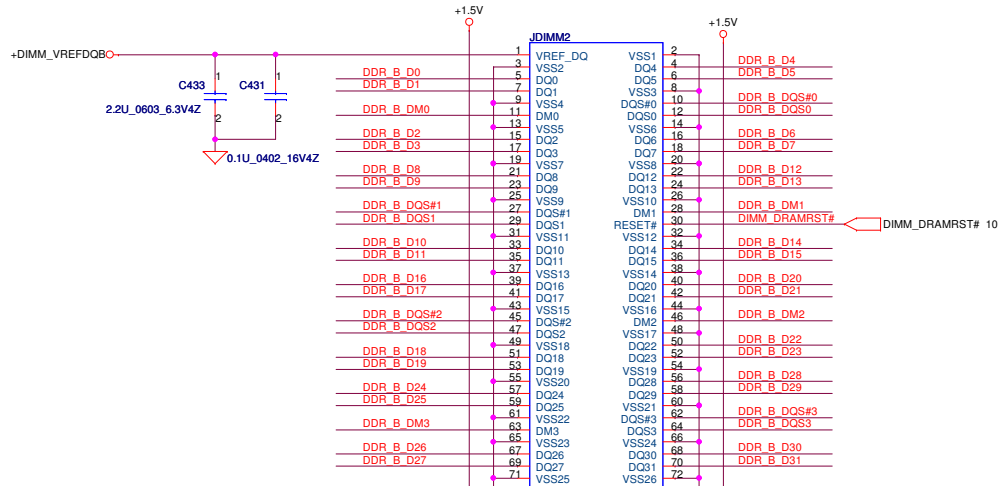 +1.5V
+1.5V
JDIMM2
+DIMM_VREFDQB
1 VREF_DQ VSS1 2
3 VSS2 DQ4 4 DDR_B_D4
DDR_B_D0 5 DQ0 DQ5 6 DDR_B_D5
DDR_B_D1 7 DQ1 VSS3 8
9 VSS4 DQS#0 10 DDR_B_DQS#0
DDR_B_DM0 11 DM0 DQS0 12 DDR_B_DQS0
13 VSS5 VSS6 14
DDR_B_D2 15 DQ2 DQ6 16 DDR_B_D6
DDR_B_D3 17 DQ3 DQ7 18 DDR_B_D7
19 VSS7 VSS8 20
DDR_B_D8 21 DQ8 DQ12 22 DDR_B_D12
DDR_B_D9 23 DQ9 DQ13 24 DDR_B_D13
25 VSS9 VSS10 26
DDR_B_DQS#1 27 DQS#1 DM1 28 DDR_B_DM1
DDR_B_DQS1 29 DQS1 RESET# 30 DIMM_DRAMRST#
DIMM_DRAMRST# 10
31 VSS11 VSS12 32
DDR_B_D10 33 DQ10 DQ14 34 DDR_B_D14
DDR_B_D11 35 DQ11 DQ15 36 DDR_B_D15
37 VSS13 VSS14 38
DDR_B_D16 39 DQ16 DQ20 40 DDR_B_D20
DDR_B_D17 41 DQ17 DQ21 42 DDR_B_D21
43 VSS15 VSS16 44
DDR_B_DQS#2 45 DQS#2 DM2 46 DDR_B_DM2
DDR_B_DQS2 47 DQS2 VSS17 48
49 VSS18 DQ22 50 DDR_B_D22
DDR_B_D18 51 DQ18 DQ23 52 DDR_B_D23
DDR_B_D19 53 DQ19 VSS19 54
55 VSS20 DQ28 56 DDR_B_D28
DDR_B_D24 57 DQ24 DQ29 58 DDR_B_D29
DDR_B_D25 59 DQ25 VSS21 60
61 VSS22 DQS#3 62 DDR_B_DQS#3
DDR_B_DM3 63 DM3 DQS3 64 DDR_B_DQS3
65 VSS23 VSS24 66
DDR_B_D26 67 DQ26 DQ30 68 DDR_B_D30
DDR_B_D27 69 DQ27 DQ31 70 DDR_B_D31
71 VSS25 VSS26 72
1 1
C433 C431
2.2U_0603_6.3V4Z
2 2
0.1U_0402_16V4Z